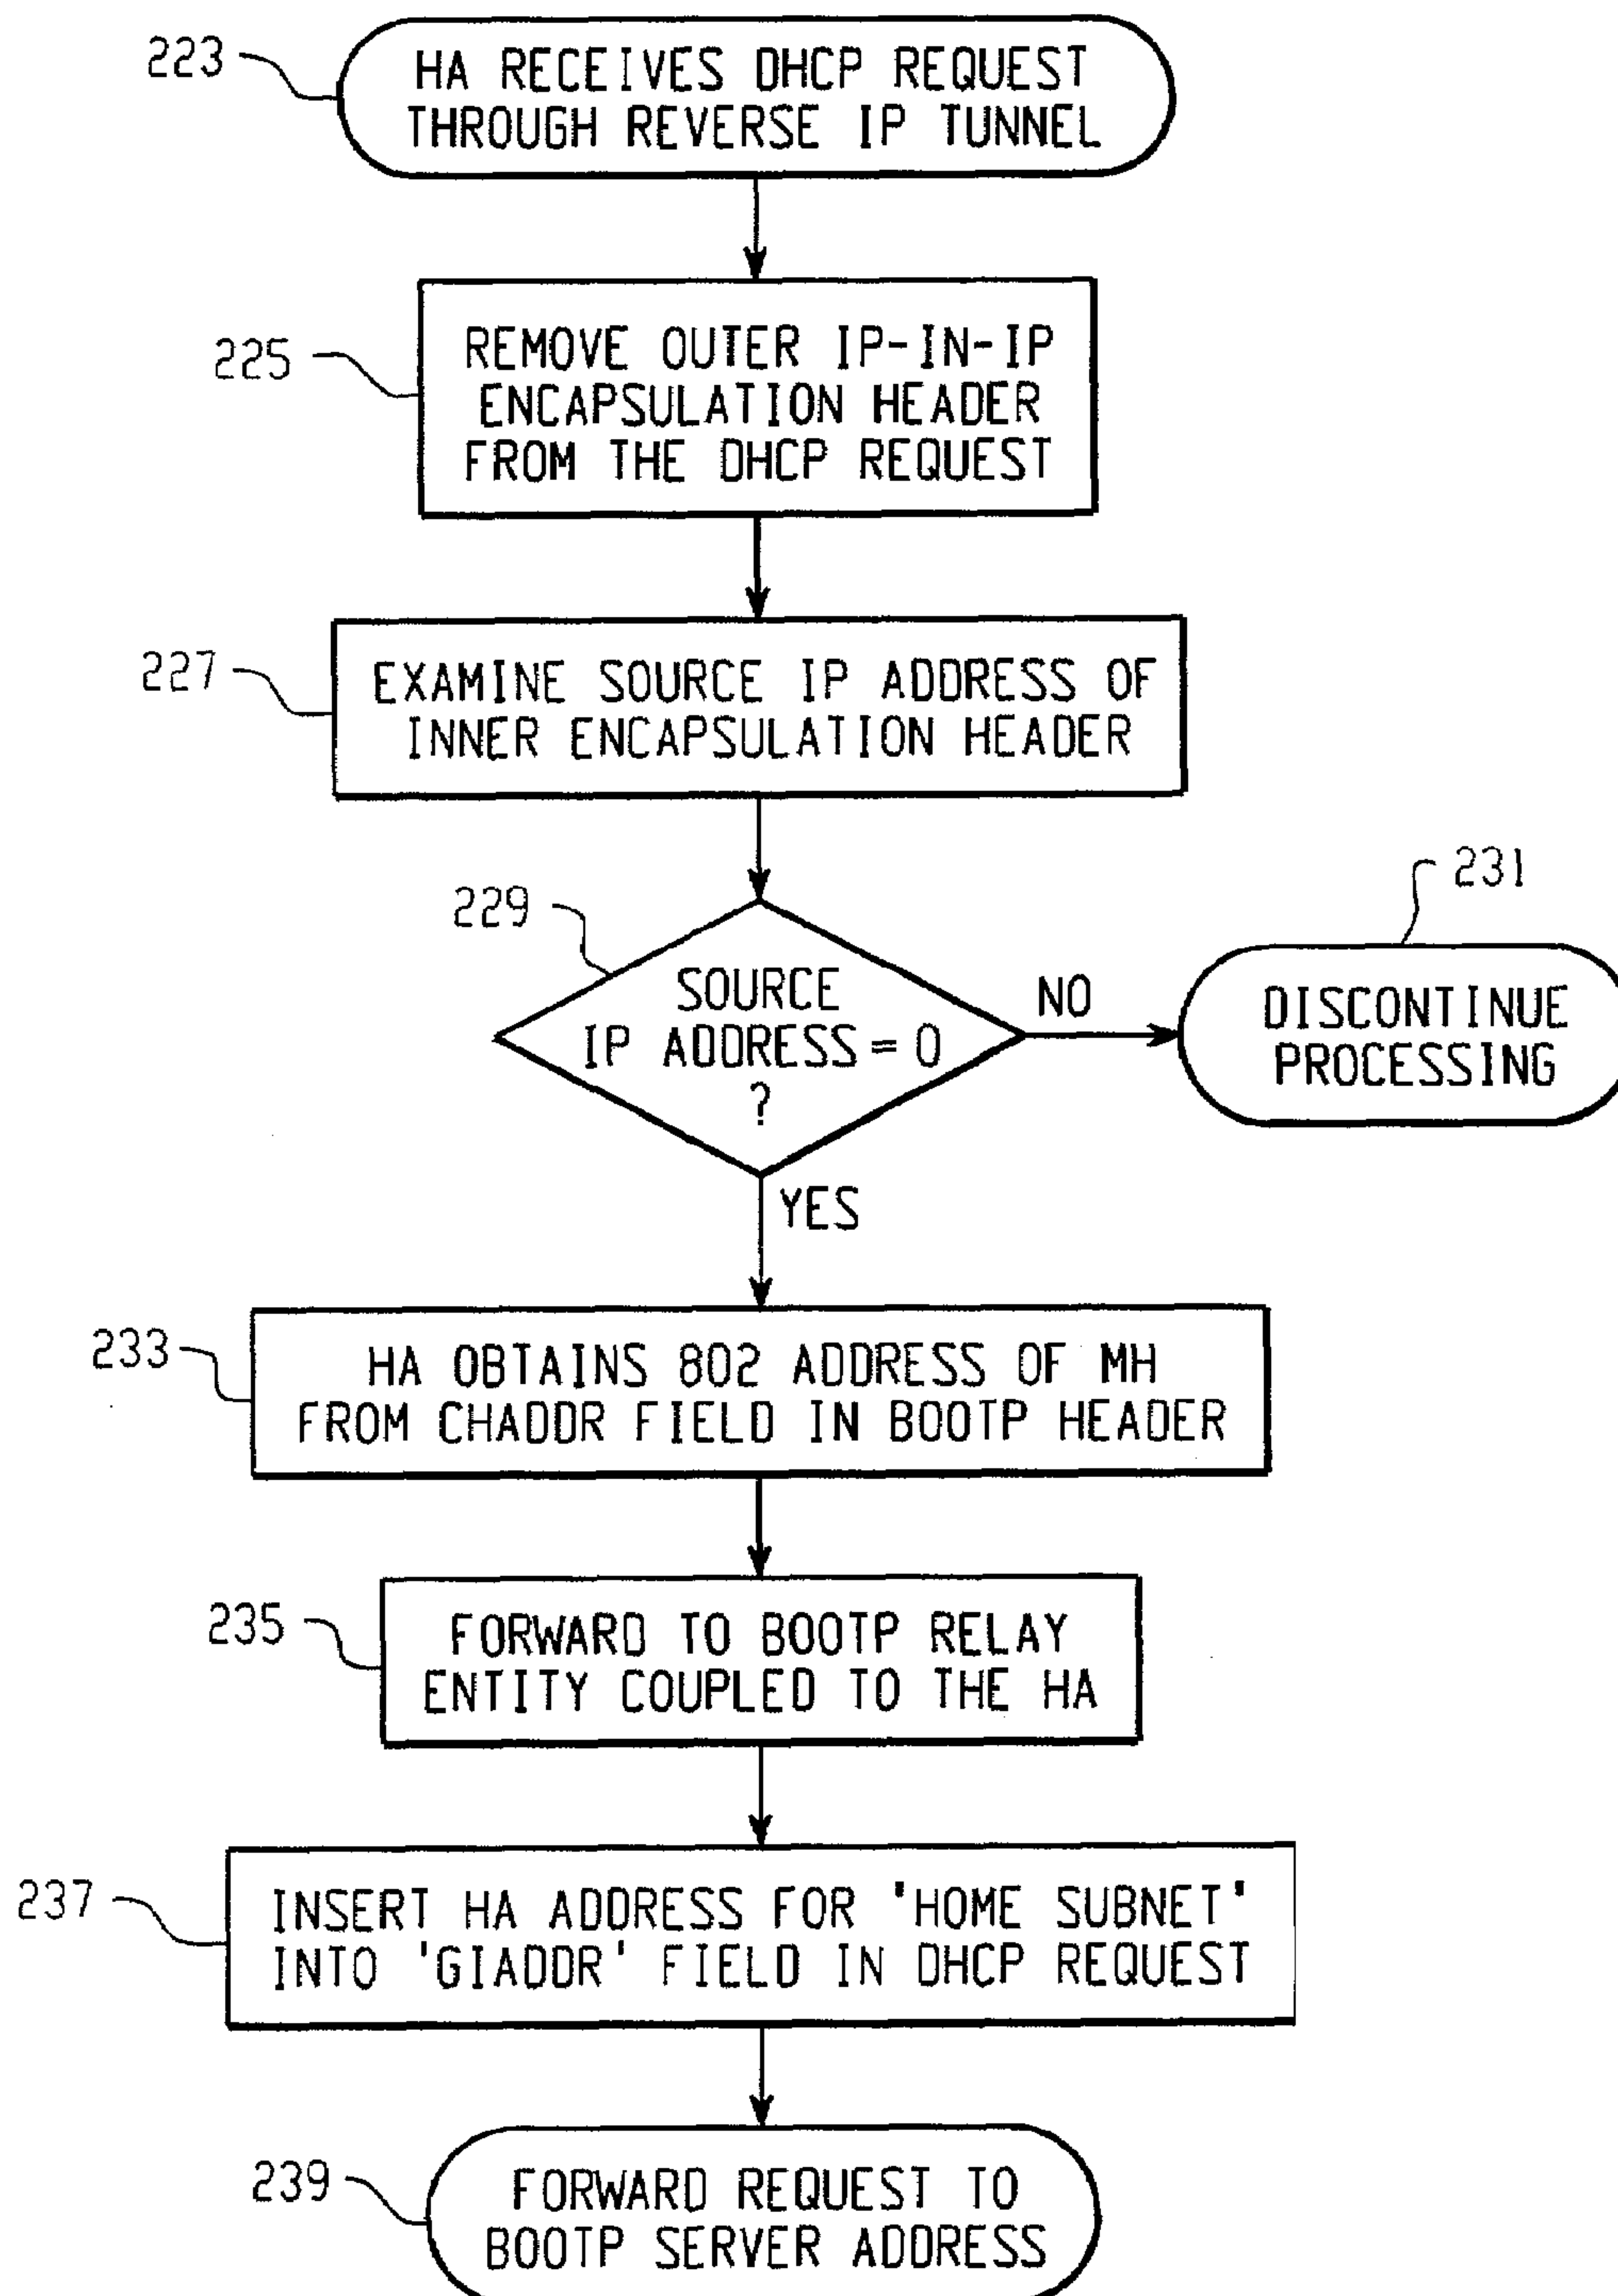 223
HA RECEIVES DHCP REQUEST
THROUGH REVERSE IP TUNNEL
225
REMOVE OUTER IP-IN-IP
ENCAPSULATION HEADER
FROM THE DHCP REQUEST
227
EXAMINE SOURCE IP ADDRESS OF
INNER ENCAPSULATION HEADER
229
SOURCE
IP ADDRESS = 0
?
NO
231
DISCONTINUE
PROCESSING
YES
233
HA OBTAINS 802 ADDRESS OF MH
FROM CHADDR FIELD IN BOOTP HEADER
235
FORWARD TO BOOTP RELAY
ENTITY COUPLED TO THE HA
237
INSERT HA ADDRESS FOR 'HOME SUBNET'
INTO 'GIADDR' FIELD IN DHCP REQUEST
239
FORWARD REQUEST TO
BOOTP SERVER ADDRESS